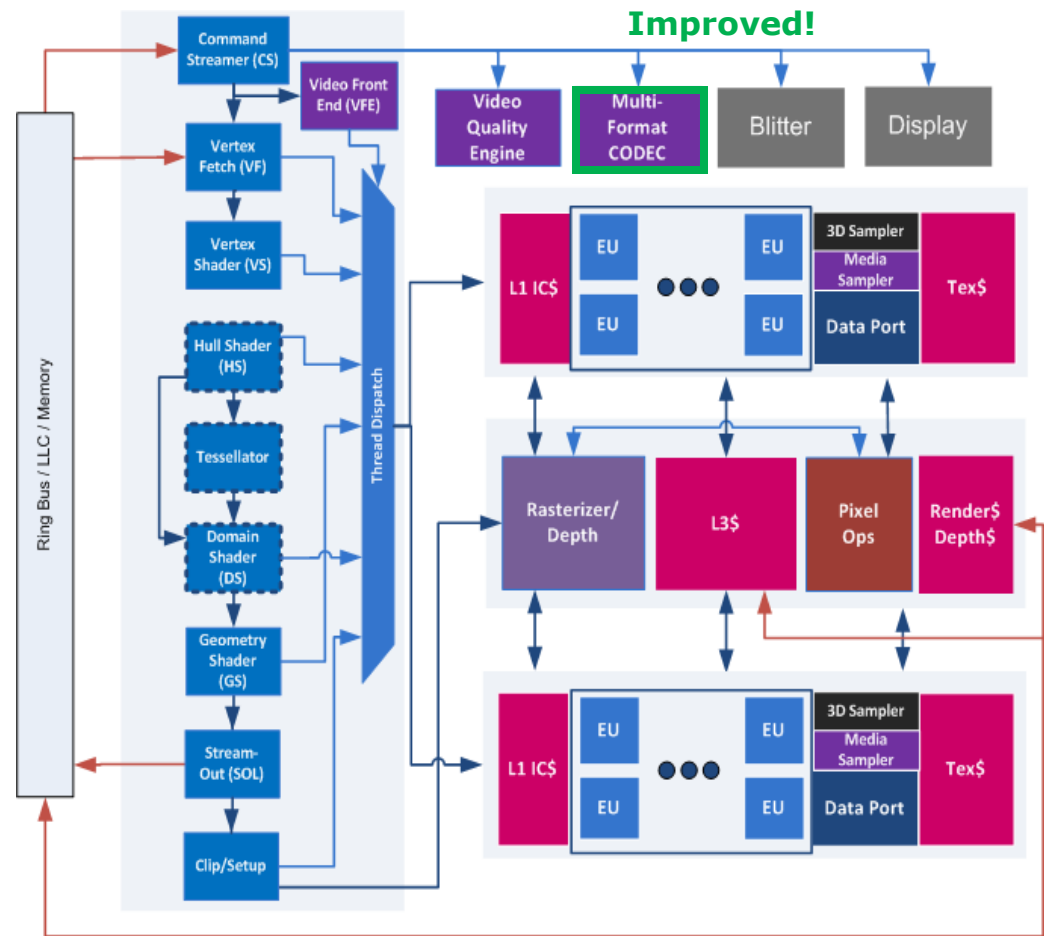 Improved!
Command
Streamer (CS)
Video Front
End (VFE)
Video
Quality
Engine
Multi-
Format
CODEC
Blitter
Display
Vertex
Fetch (VF)
Vertex
Shader (VS)
Hull Shader
(HS)
Tessellator
Domain
Shader
(DS)
Geometry
Shader
(GS)
Stream-
Out (SOL)
Clip/Setup
Ring Bus / LLC / Memory
Thread Dispatch
L1 IC$
EU
EU
EU
EU
3D Sampler
Media
Sampler
Data Port
Tex$
Rasterizer/
Depth
L3$
Pixel
Ops
Render$
Depth$
L1 IC$
EU
EU
EU
EU
3D Sampler
Media
Sampler
Data Port
Tex$